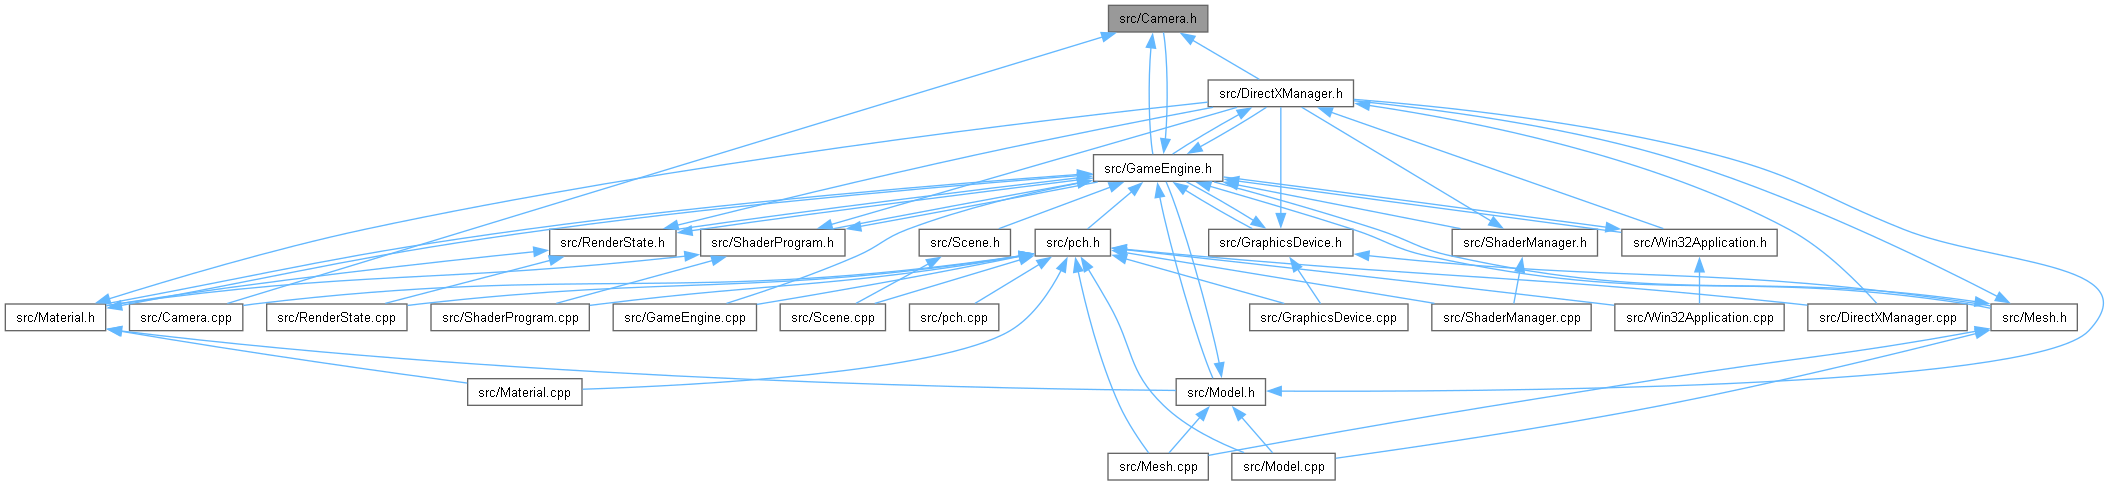 src/Camera.h
src/DirectXManager.h
src/GameEngine.h
src/RenderState.h
src/ShaderProgram.h
src/Scene.h
src/pch.h
src/GraphicsDevice.h
src/ShaderManager.h
src/Win32Application.h
src/Material.h
src/Camera.cpp
src/RenderState.cpp
src/ShaderProgram.cpp
src/GameEngine.cpp
src/Scene.cpp
src/pch.cpp
src/GraphicsDevice.cpp
src/ShaderManager.cpp
src/Win32Application.cpp
src/DirectXManager.cpp
src/Mesh.h
src/Material.cpp
src/Model.h
src/Mesh.cpp
src/Model.cpp